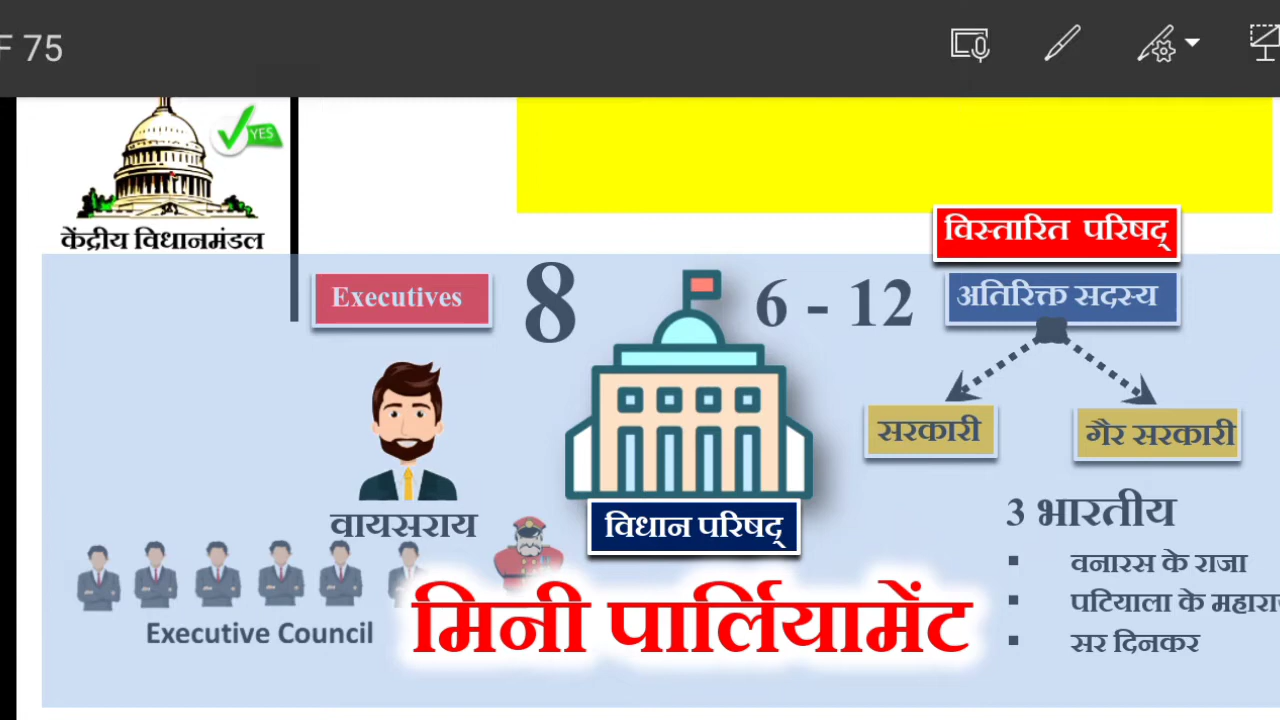 F 75
YES
केंद्रीय विधानमंडल
विस्तारित परिषद्
Executives
8
6 - 12
अतिरिक्त सदस्य
सरकारी
गैर सरकारी
वायसराय
विधान परिषद्
3 भारतीय
वनारस के राजा
पटियाला के
सर दिनकर
Executive Council
मिनी पार्लियामेंट